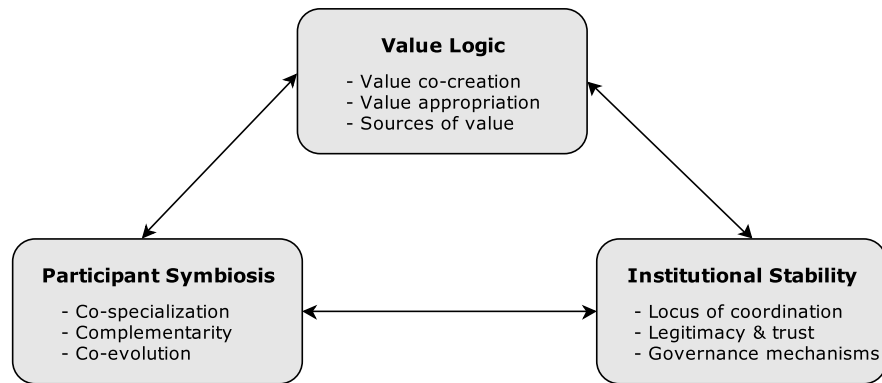 Value Logic
- Value co-creation
- Value appropriation
- Sources of value
Participant Symbiosis
- Co-specialization
- Complementarity
- Co-evolution
Institutional Stability
- Locus of coordination
- Legitimacy & trust
- Governance mechanisms